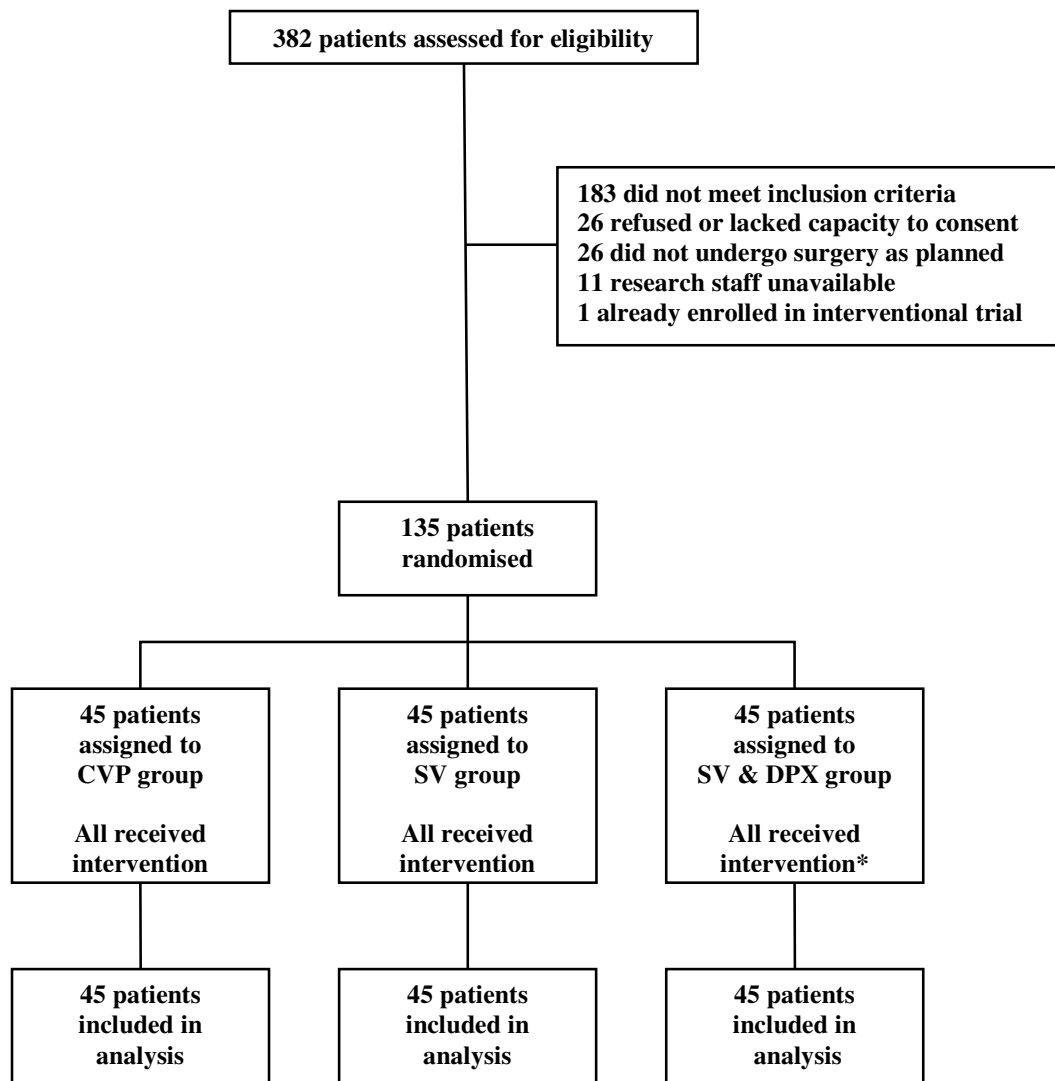 382 patients assessed for eligibility
183 did not meet inclusion criteria
26 refused or lacked capacity to consent
26 did not undergo surgery as planned
11 research staff unavailable
1 already enrolled in interventional trial
135 patients
randomised
45 patients
assigned to
CVP group
All received
intervention
45 patients
assigned to
SV group
All received
intervention
45 patients
assigned to
SV & DPX group
All received
intervention*
45 patients
included in
analysis
45 patients
included in
analysis
45 patients
included in
analysis